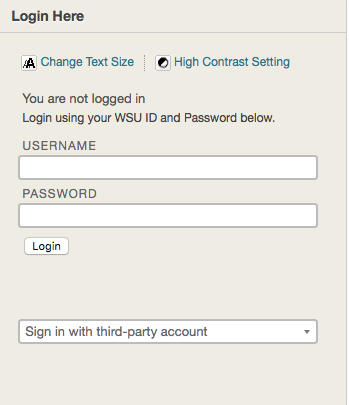 Login Here
Change Text Size
High Contrast Setting
You are not logged in
Login using your WSU ID and Password below.
USERNAME
PASSWORD
Login
Sign in with third-party account